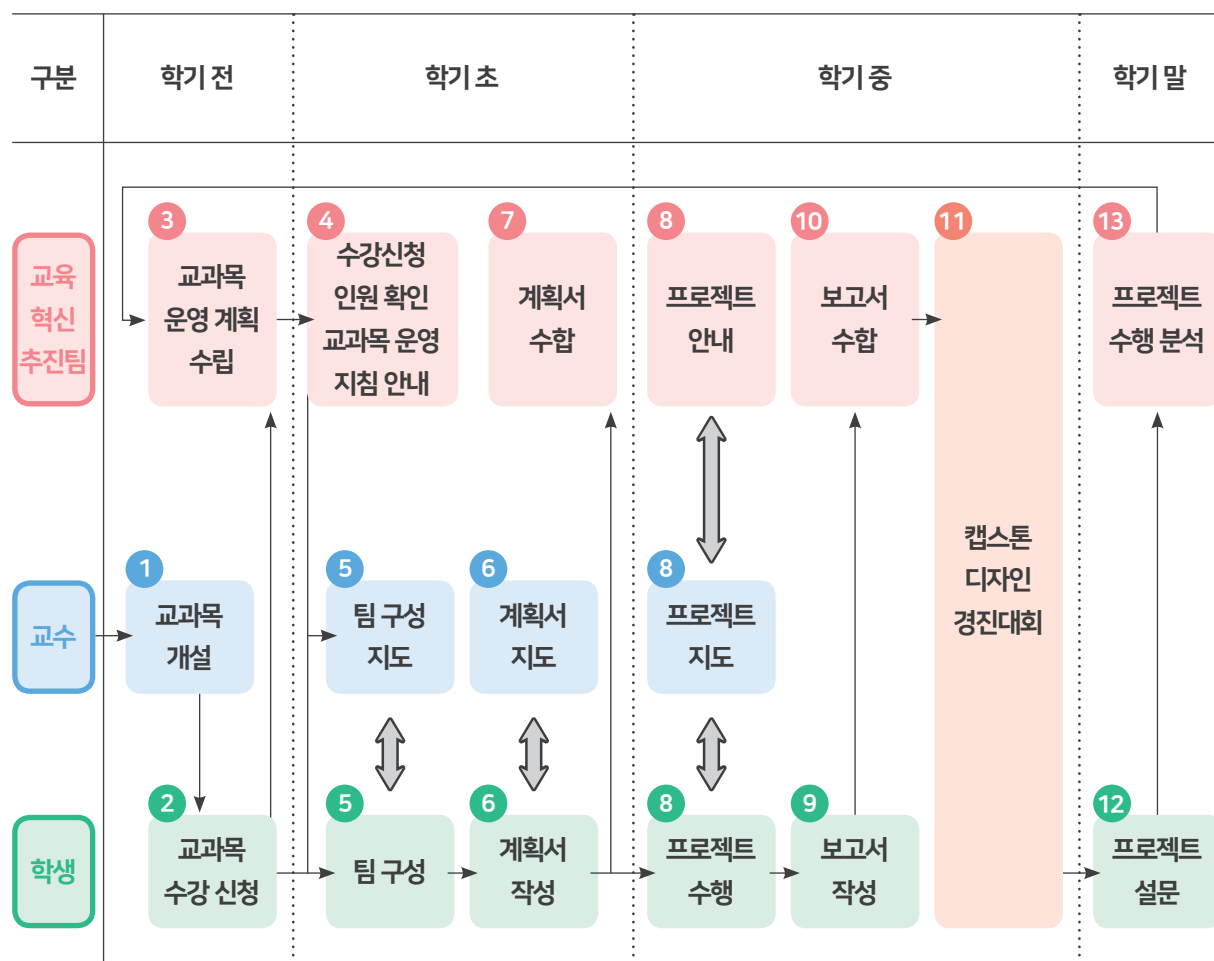 구분
학기 전
학기 초
학기 중
학기 말
교육
혁신
추진팀
3
교과목
운영 계획
수립
4
수강신청
인원 확인
교과목 운영
지침 안내
7
계획서
수합
8
프로젝트
안내
10
보고서
수합
11
캡스톤
디자인
경진대회
13
프로젝트
수행 분석
교수
1
교과목
개설
5
팀 구성
지도
6
계획서
지도
8
프로젝트
지도
학생
2
교과목
수강 신청
5
팀 구성
6
계획서
작성
8
프로젝트
수행
9
보고서
작성
12
프로젝트
설문